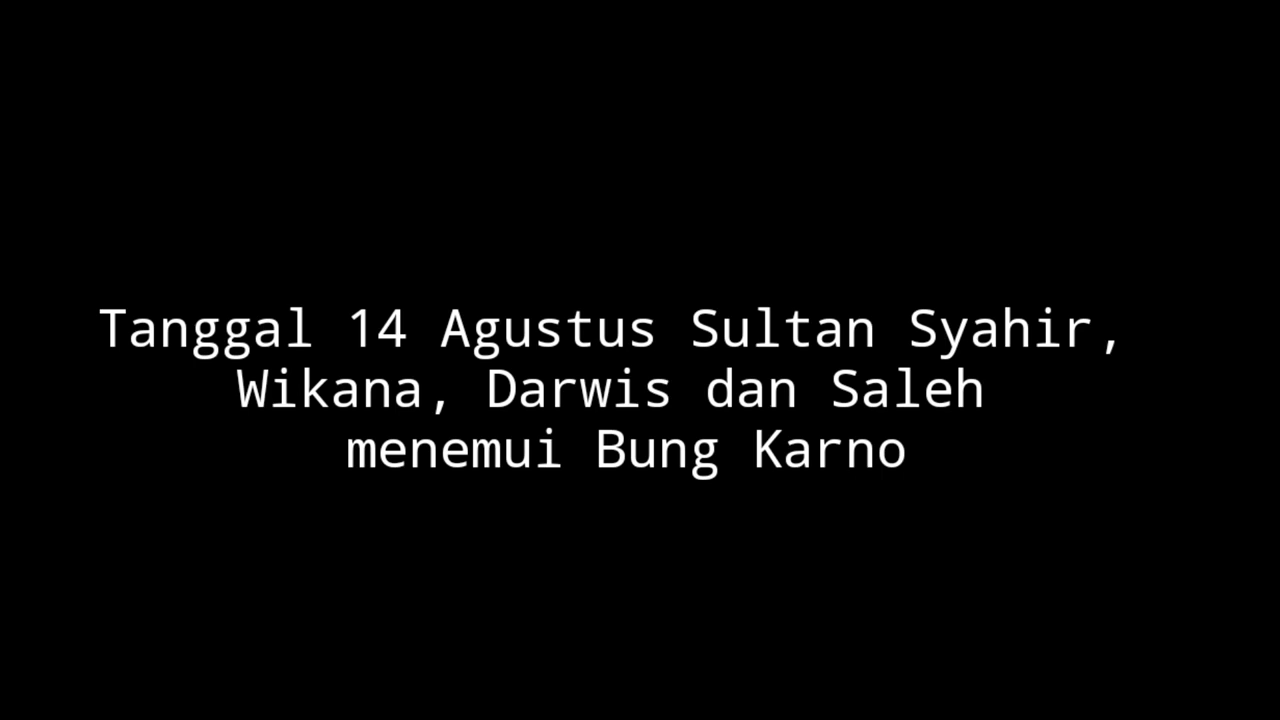 Tanggal 14 Agustus Sultan Syahir,
Wikana, Darwis dan Saleh
menemui Bung Karno